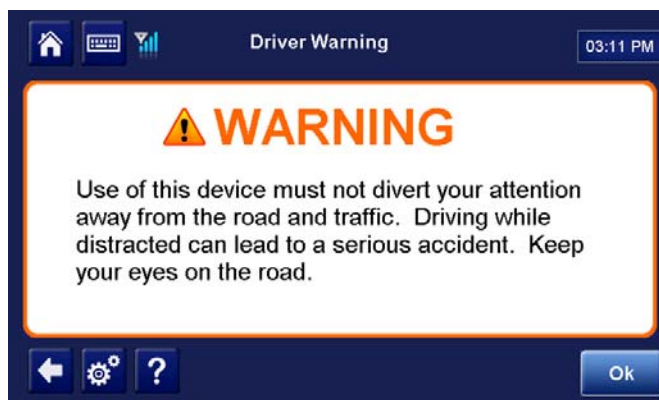 Driver Warning
03:11 PM
WARNING
Use of this device must not divert your attention
away from the road and traffic.  Driving while
distracted can lead to a serious accident.  Keep
your eyes on the road.
?
Ok